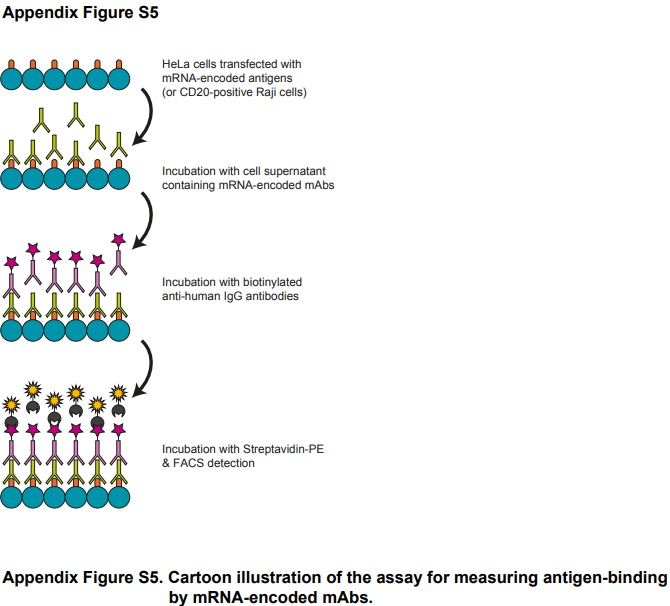 Appendix Figure S5
HeLa cells transfected with
mRNA-encoded antigens
(or CD20-positive Raji cells)
Incubation with cell supernatant
containing mRNA-encoded mAbs
Incubation with biotinylated
anti-human IgG antibodies
Incubation with Streptavidin-PE
& FACS detection
Appendix Figure S5. Cartoon illustration of the assay for measuring antigen-binding
by mRNA-encoded mAbs.